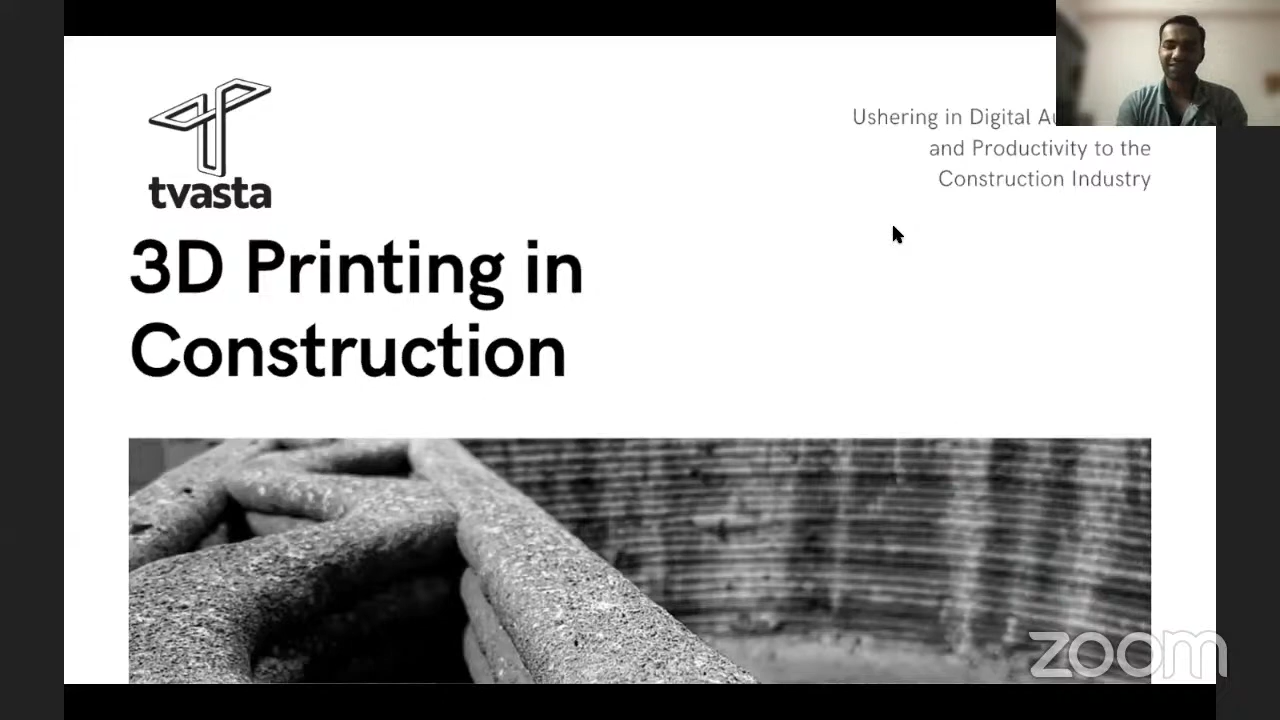 tvasta
Ushering in Digital
and Productivity to the
Construction Industry
3D Printing in
Construction
zoom